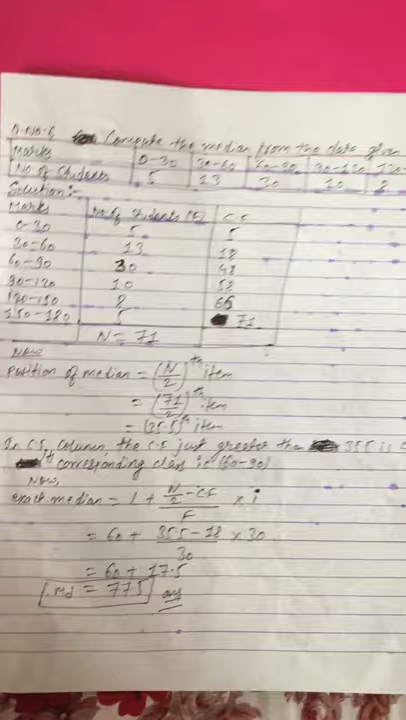 Q.No.6 Compute the median from the data given
Marks 0-30 30-60 60-90 90-120 120-
No of Students 5 13 30 10 8
Solution:-
Marks No. of Students (F) C.F
0-30 5 5
30-60 13 18
60-90 30 48
90-120 10 58
120-150 8 66
150-180 5 71
N = 71
Now
Position of median = (N/2)th item
= (71/2)th item
= (35.5)th item
In C.F. Column, the C.F just greater the 35.5 is
It corresponding class is (60-90)
Now,
exact median = l + (N/2 - CF)/F × i
= 60 + (35.5 - 18)/30 × 30
= 60 + 17.5
∴ Md = 77.5 ans